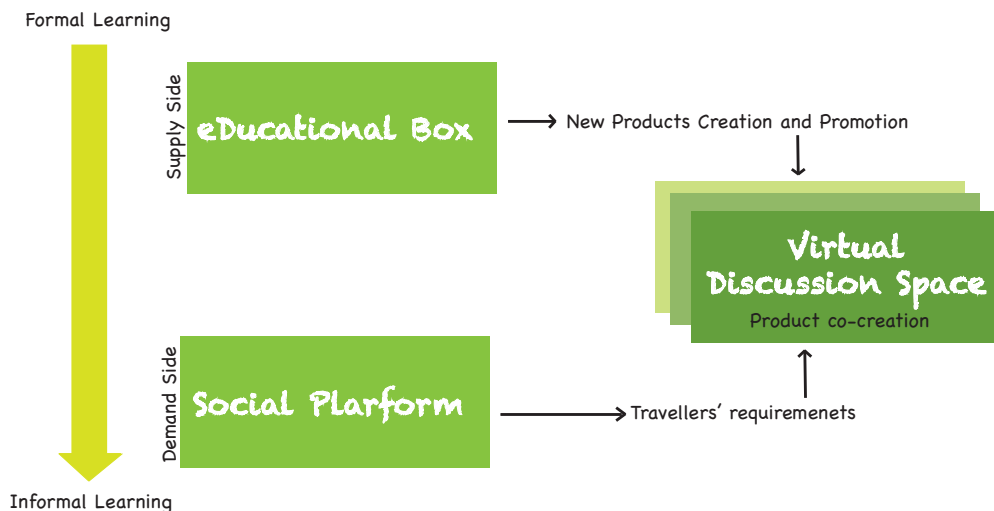 Formal Learning
Supply Side
eDucational Box
New Products Creation and Promotion
Virtual
Discussion Space
Product co-creation
Demand Side
Social Plarform
Travellers' requiremenets
Informal Learning